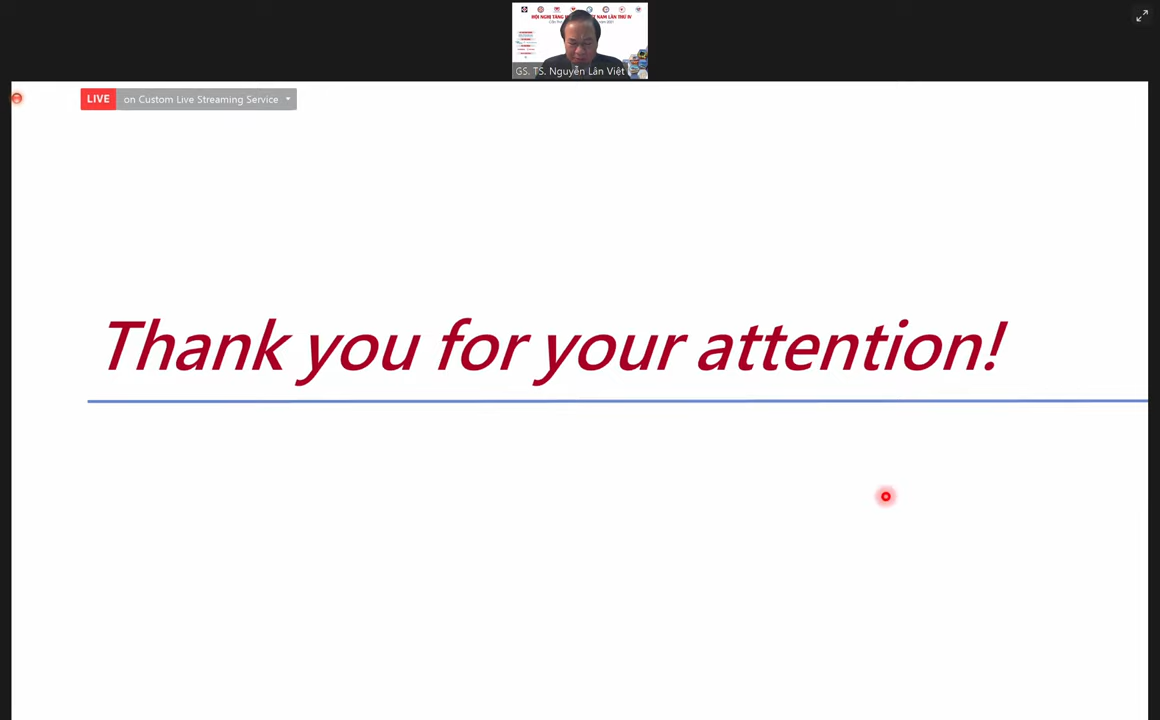 GS. TS. Nguyễn Lân Việt
LIVE on Custom Live Streaming Service
Thank you for your attention!